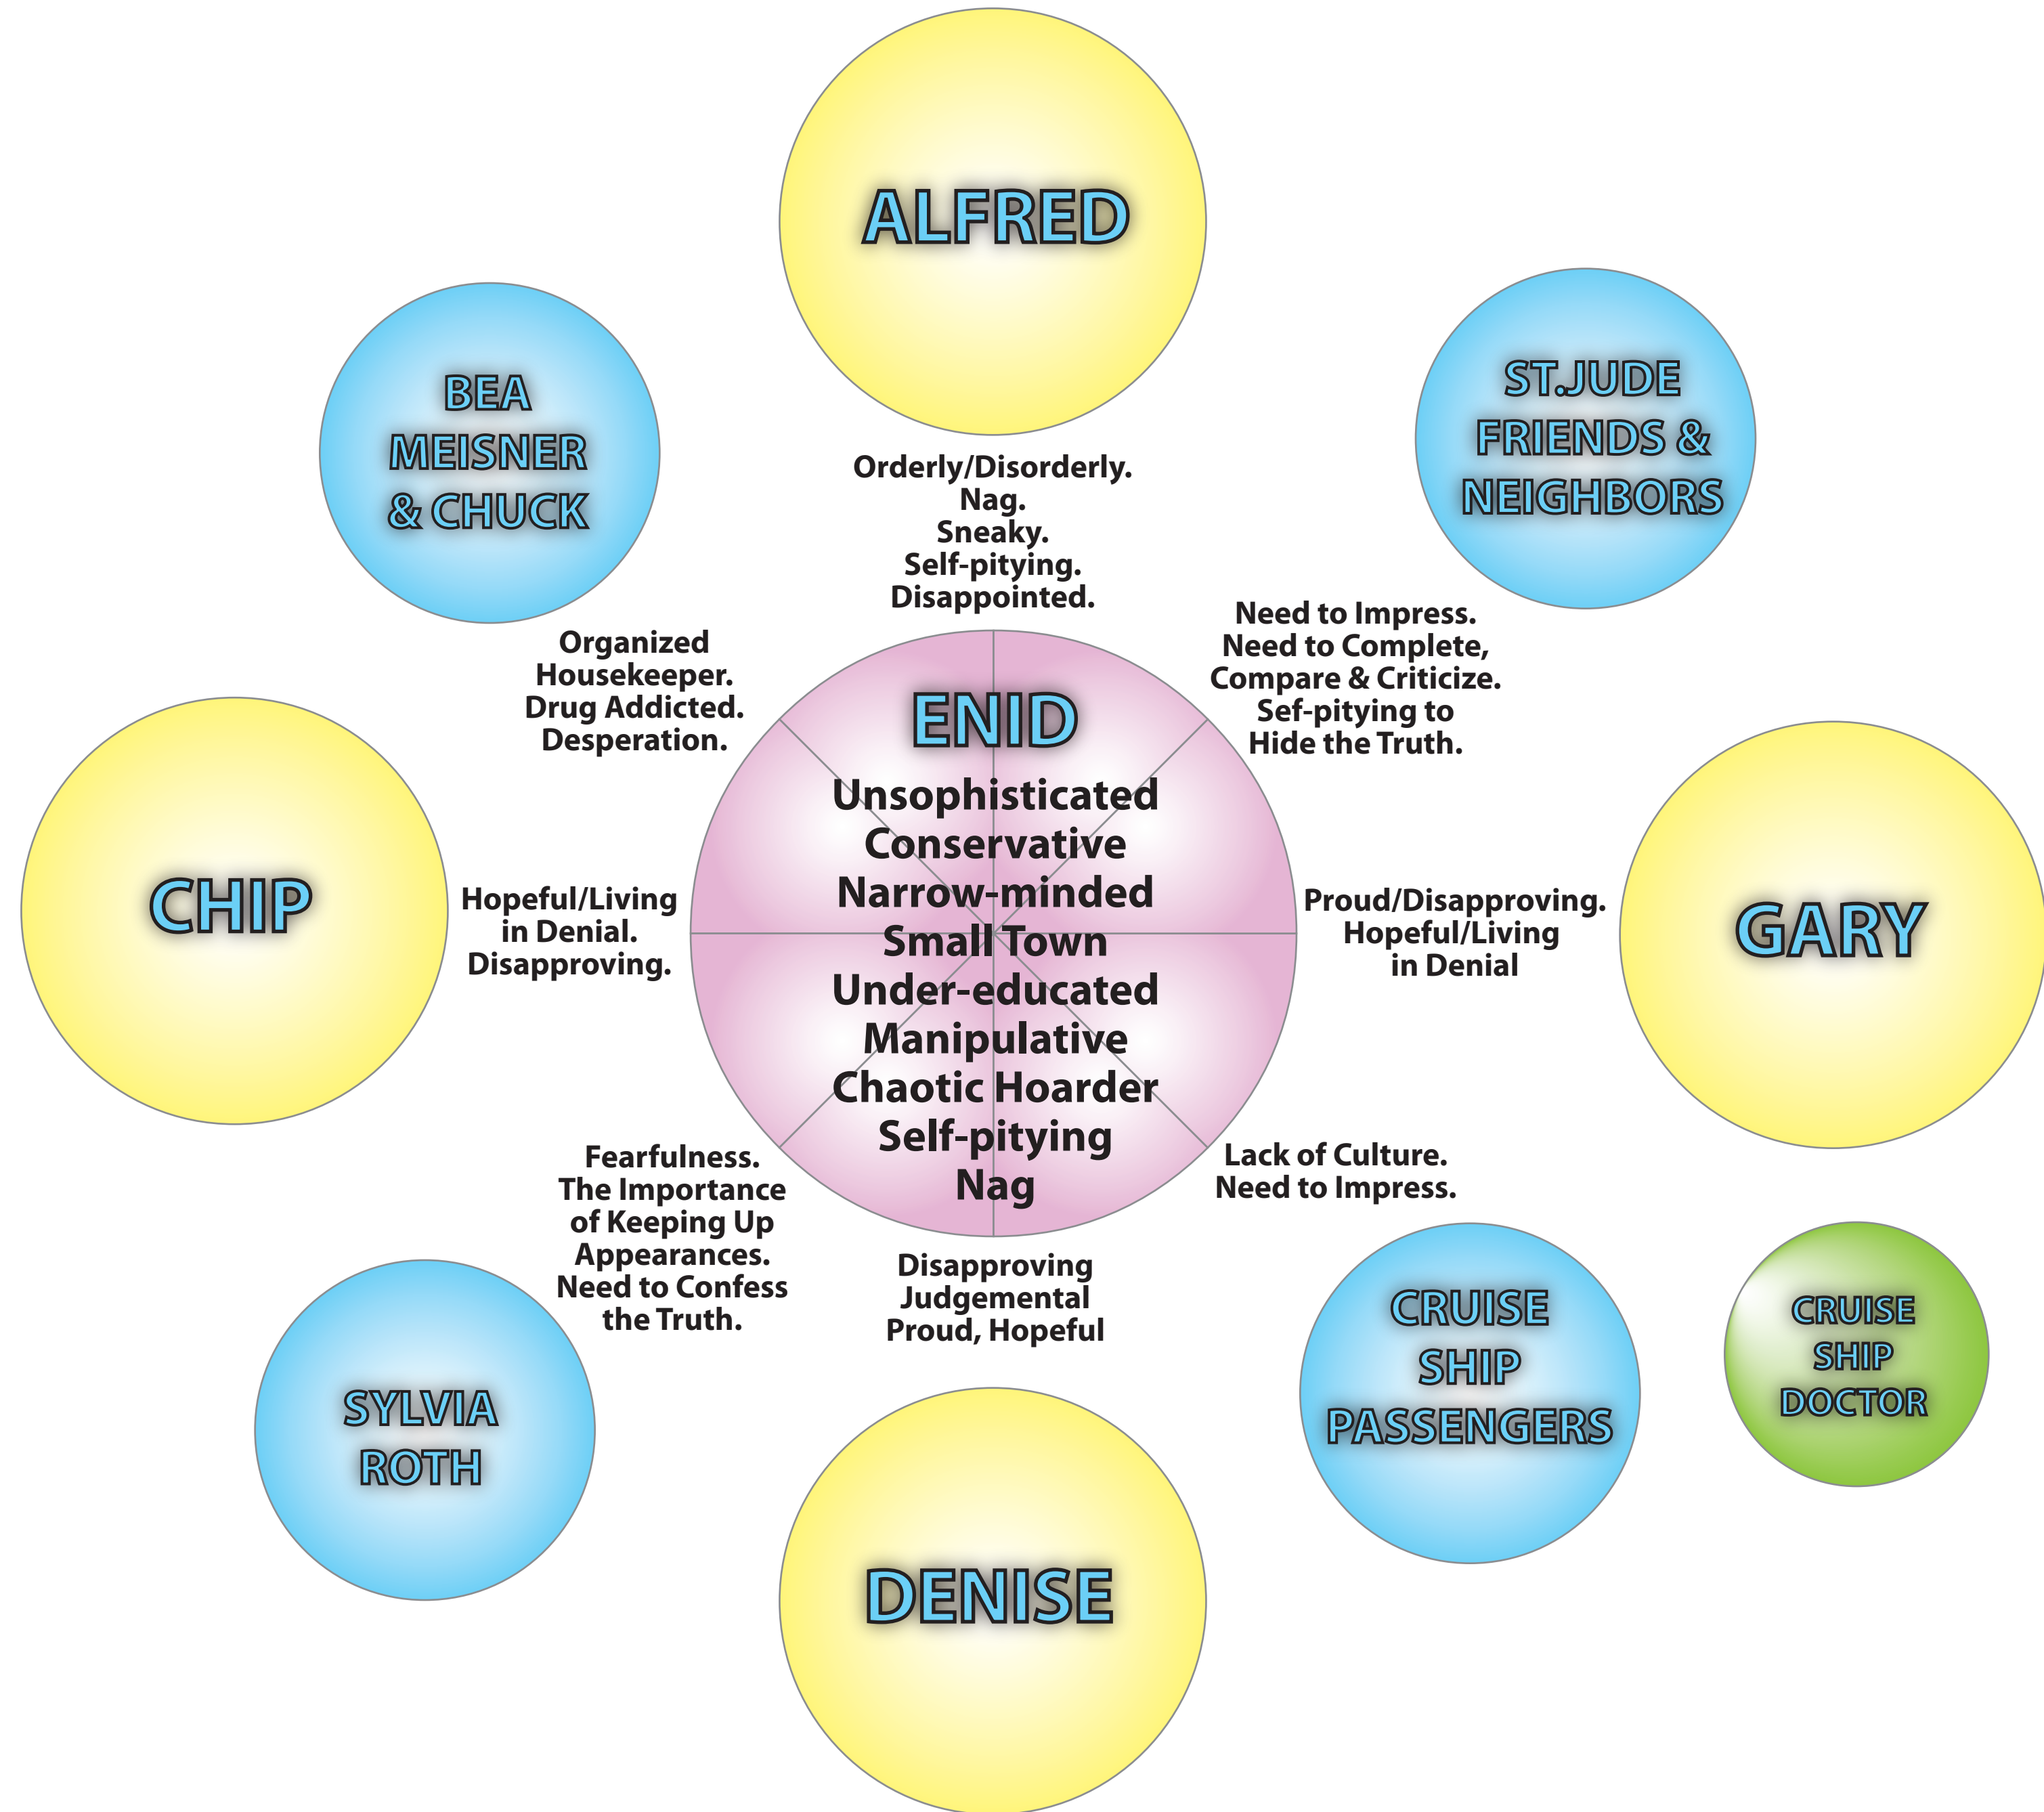 ALFRED
BEA
MEISNER
& CHUCK
ST.JUDE
FRIENDS &
NEIGHBORS
Orderly/Disorderly.
Nag.
Sneaky.
Self-pitying.
Disappointed.
Organized
Housekeeper.
Drug Addicted.
Desperation.
Need to Impress.
Need to Complete,
Compare & Criticize.
Sef-pitying to
Hide the Truth.
CHIP
Hopeful/Living
in Denial.
Disapproving.
ENID
Unsophisticated
Conservative
Narrow-minded
Small Town
Under-educated
Manipulative
Chaotic Hoarder
Self-pitying
Nag
Proud/Disapproving.
Hopeful/Living
in Denial
GARY
Fearfulness.
The Importance
of Keeping Up
Appearances.
Need to Confess
the Truth.
Lack of Culture.
Need to Impress.
Disapproving
Judgemental
Proud, Hopeful
SYLVIA
ROTH
CRUISE
SHIP
PASSENGERS
CRUISE
SHIP
DOCTOR
DENISE